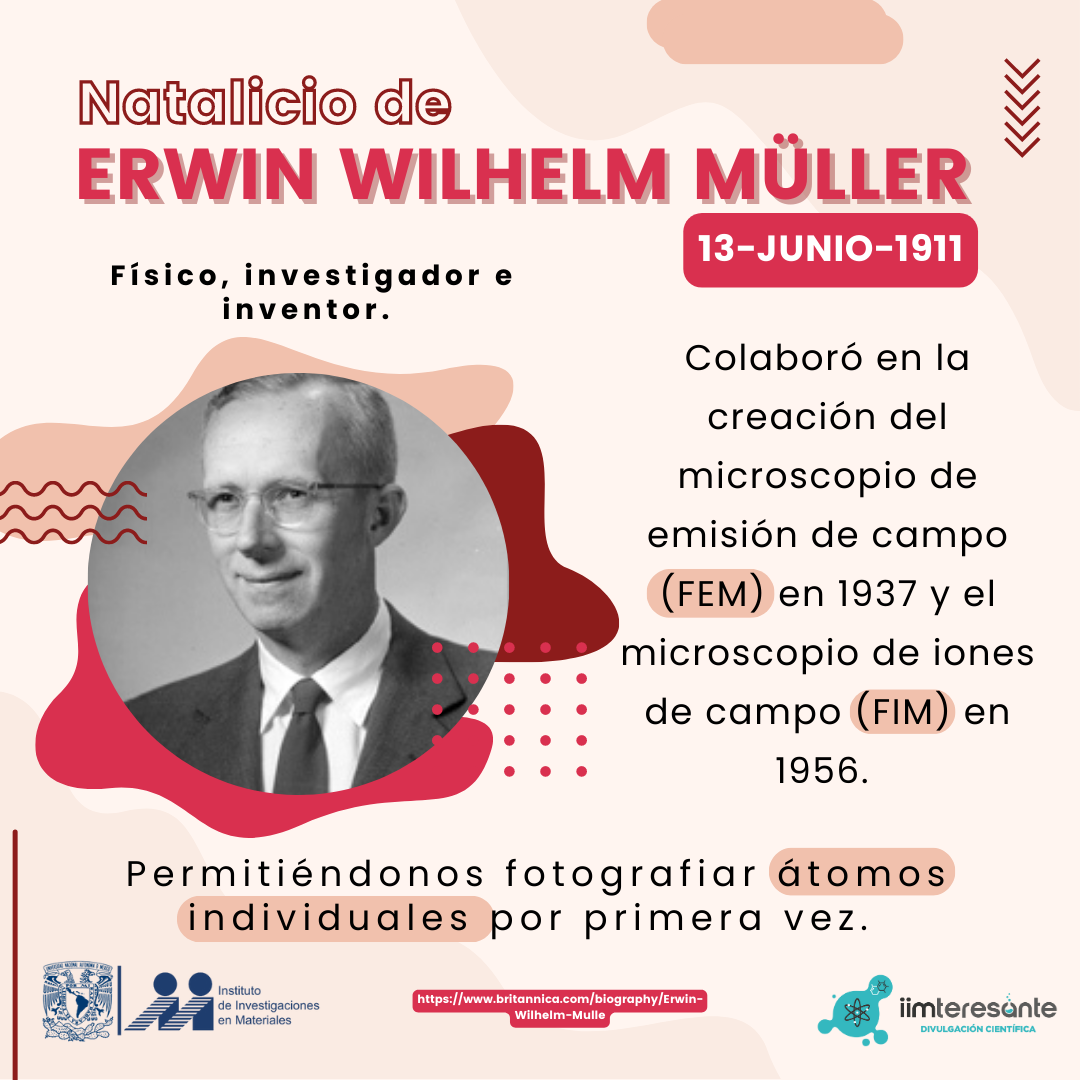 Natalicio de
ERWIN WILHELM MÜLLER
13-JUNIO-1911
Físico, investigador e
inventor.
Colaboró en la
creación del
microscopio de
emisión de campo
(FEM) en 1937 y el
microscopio de iones
de campo (FIM) en
1956.
Permitiéndonos fotografiar átomos
individuales por primera vez.
Instituto
de Investigaciones
en Materiales
https://www.britannica.com/biography/Erwin-
Wilhelm-Mulle
iimteresante
DIVULGACIÓN CIENTÍFICA